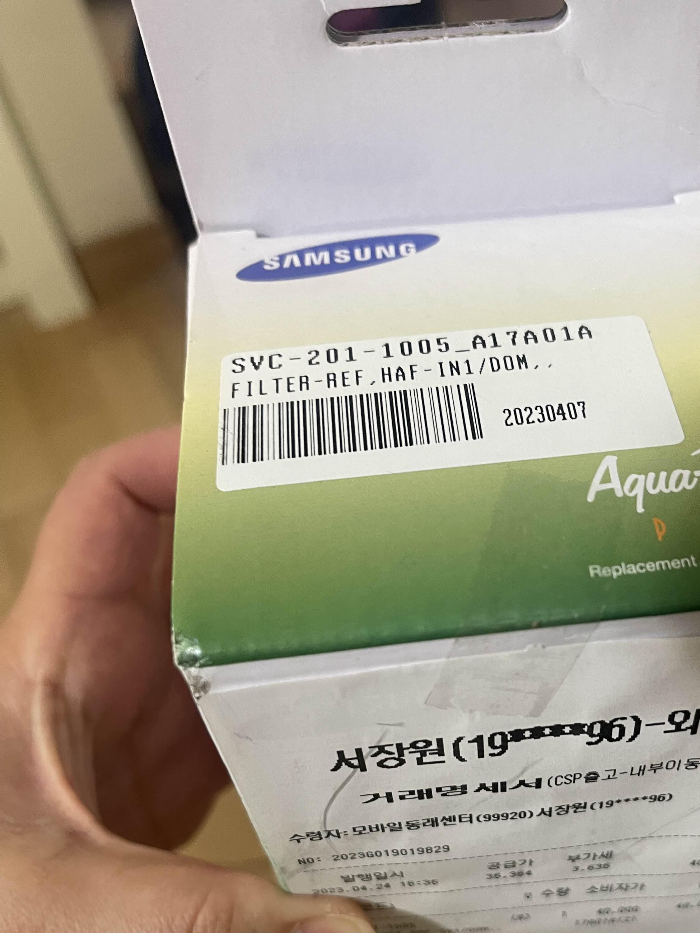 SAMSUNG
SVC-201-1005_A17A01A
FILTER-REF,HAF-IN1/DOM,,
20230407
Aqua-
Replacement
서장원(19*****96)-외
거래명세서(CSP출고-내부이동
수령자:모바일동래센터(99920)서장원(19****96)
NO: 2023G019019829
발행일시 공급가 부가세
2023.04.24 16:36 36,364 3,636
수량 소비자가